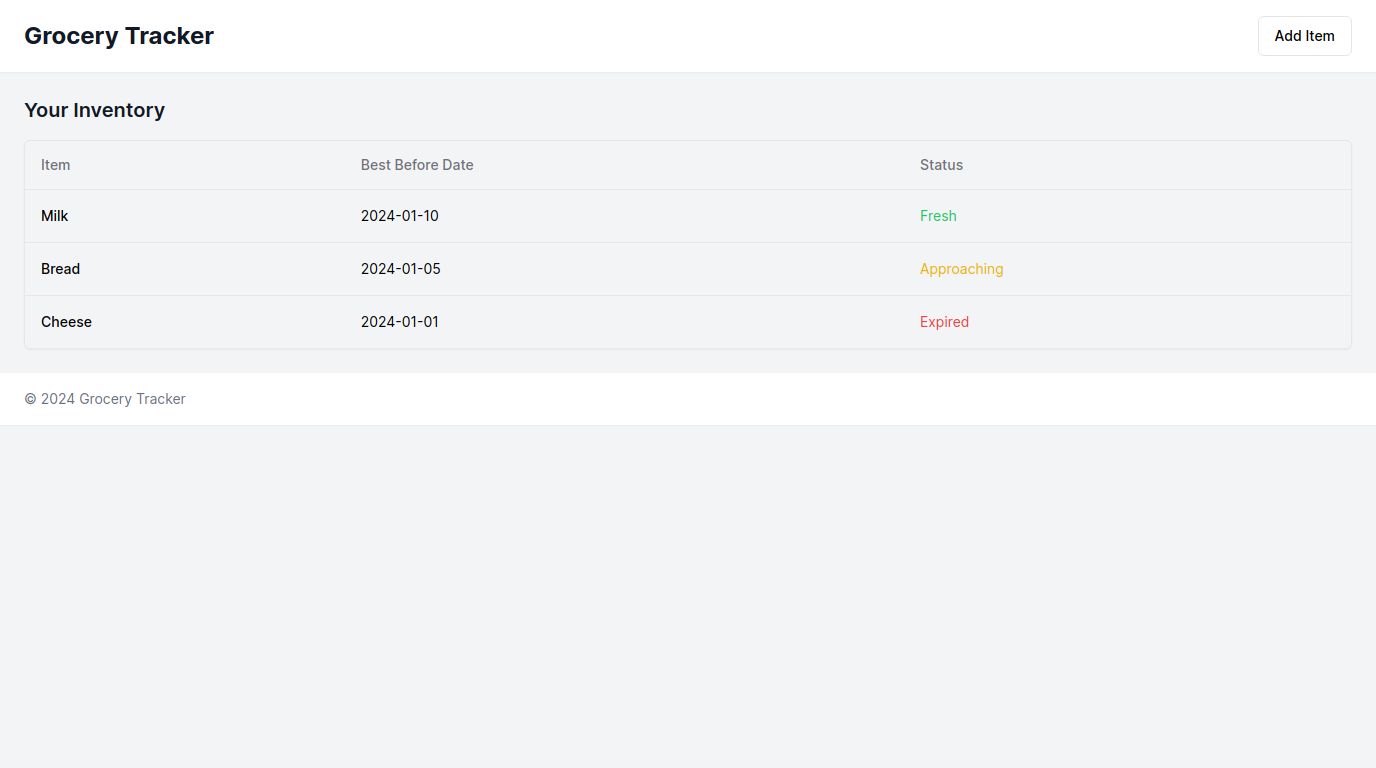 Grocery Tracker
Add Item
Your Inventory
Item Best Before Date Status
Milk 2024-01-10 Fresh
Bread 2024-01-05 Approaching
Cheese 2024-01-01 Expired
© 2024 Grocery Tracker